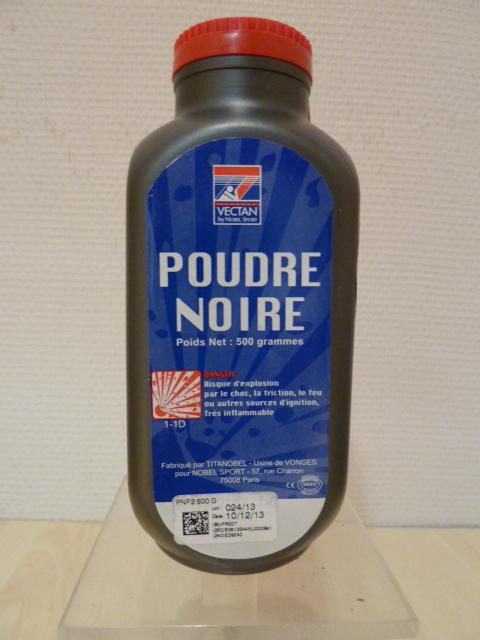 VECTAN
by NOBEL SPORT
POUDRE
NOIRE
Poids Net : 500 grammes
DANGER :
Risque d'explosion
par le choc, la friction, le feu
ou autres sources d'ignition,
Très inflammable
1-1D
Fabriqué par TITANOBEL - Usine de VONGES
pour NOBEL SPORT - 57, rue Charron
75008 Paris
CE
PNF2 500 G
Lot: 024/13
Date: 10/12/13